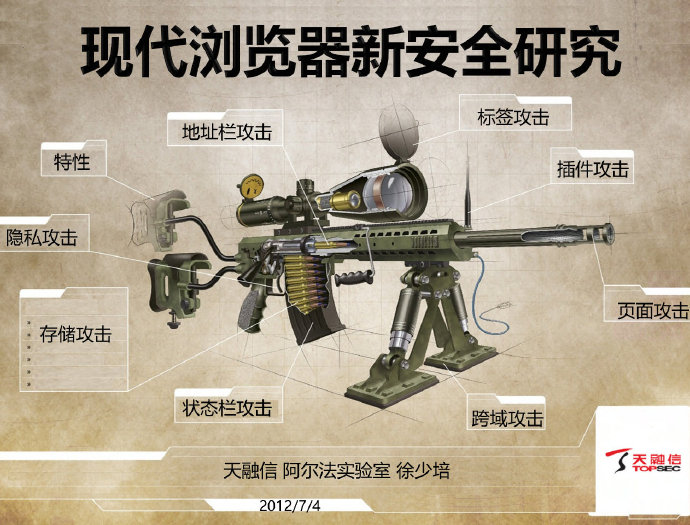 现代浏览器新安全研究
标签攻击
地址栏攻击
特性
插件攻击
隐私攻击
页面攻击
存储攻击
状态栏攻击
跨域攻击
天融信
TOPSEC
天融信 阿尔法实验室 徐少培
2012/7/4